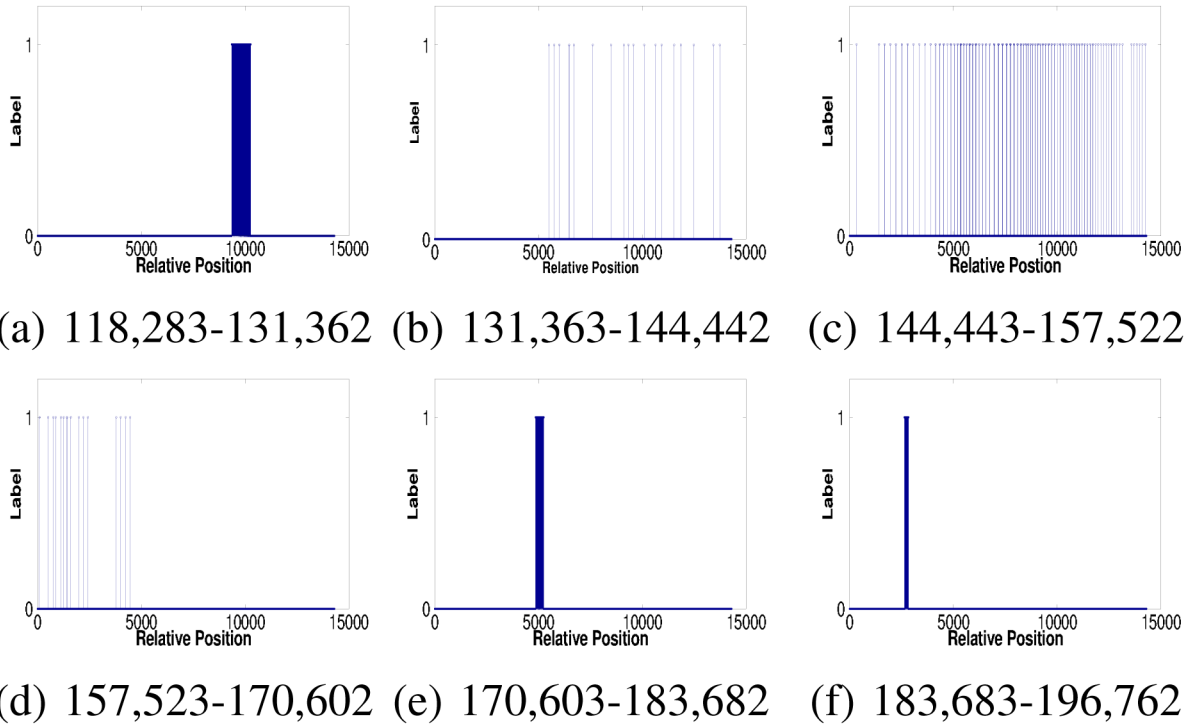 1
Label
0
0 5000 10000 15000
Relative Position
1
Label
0
0 5000 10000 15000
Relative Position
1
Label
0
0 5000 10000 15000
Relative Postion
(a) 118,283-131,362 (b) 131,363-144,442 (c) 144,443-157,522
1
Label
0
0 5000 10000 15000
Relative Position
1
Label
0
0 5000 10000 15000
Relative Position
1
Label
0
0 5000 10000 15000
Relative Position
(d) 157,523-170,602 (e) 170,603-183,682 (f) 183,683-196,762